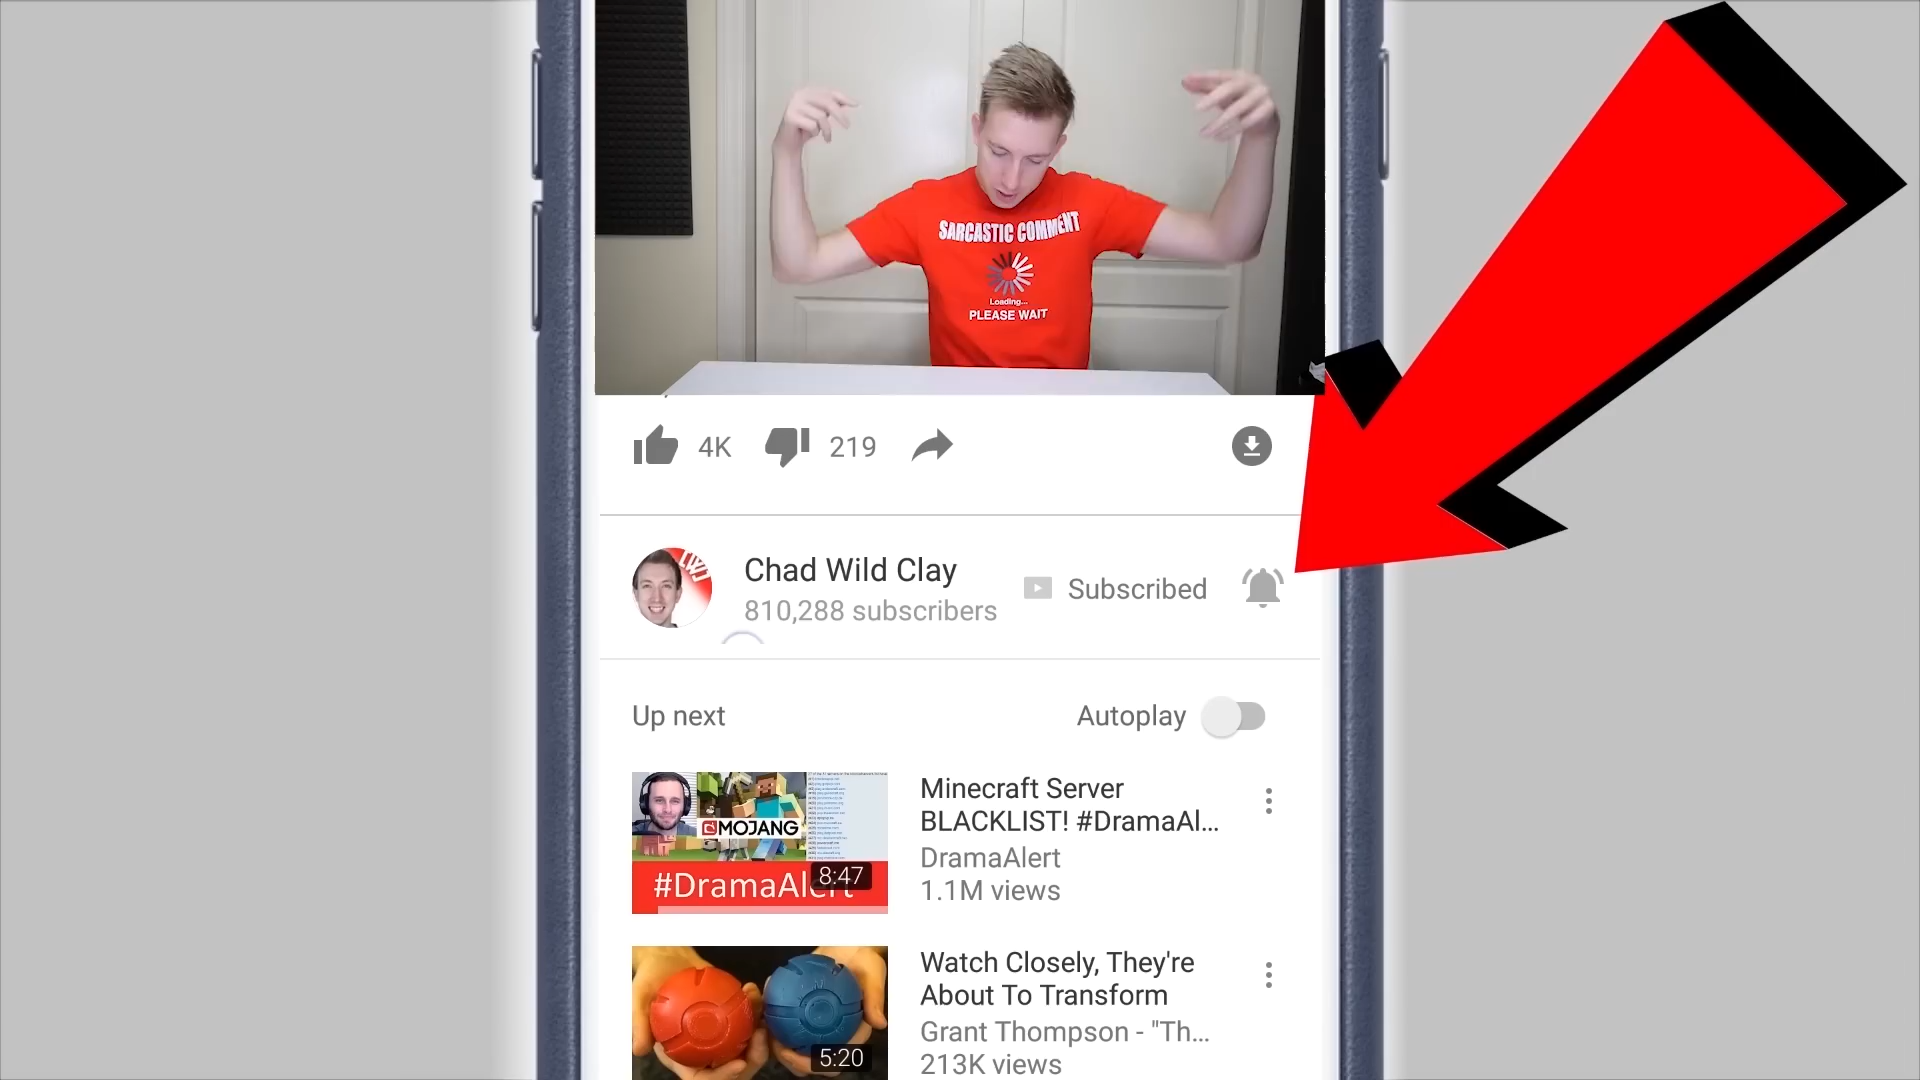 SARCASTIC COMMENT
Loading...
PLEASE WAIT
4K
219
Chad Wild Clay
810,288 subscribers
Subscribed
Up next
Autoplay
MOJANG
#DramaAlert
8:47
Minecraft Server
BLACKLIST! #DramaAl...
DramaAlert
1.1M views
5:20
Watch Closely, They're
About To Transform
Grant Thompson - "Th...
213K views